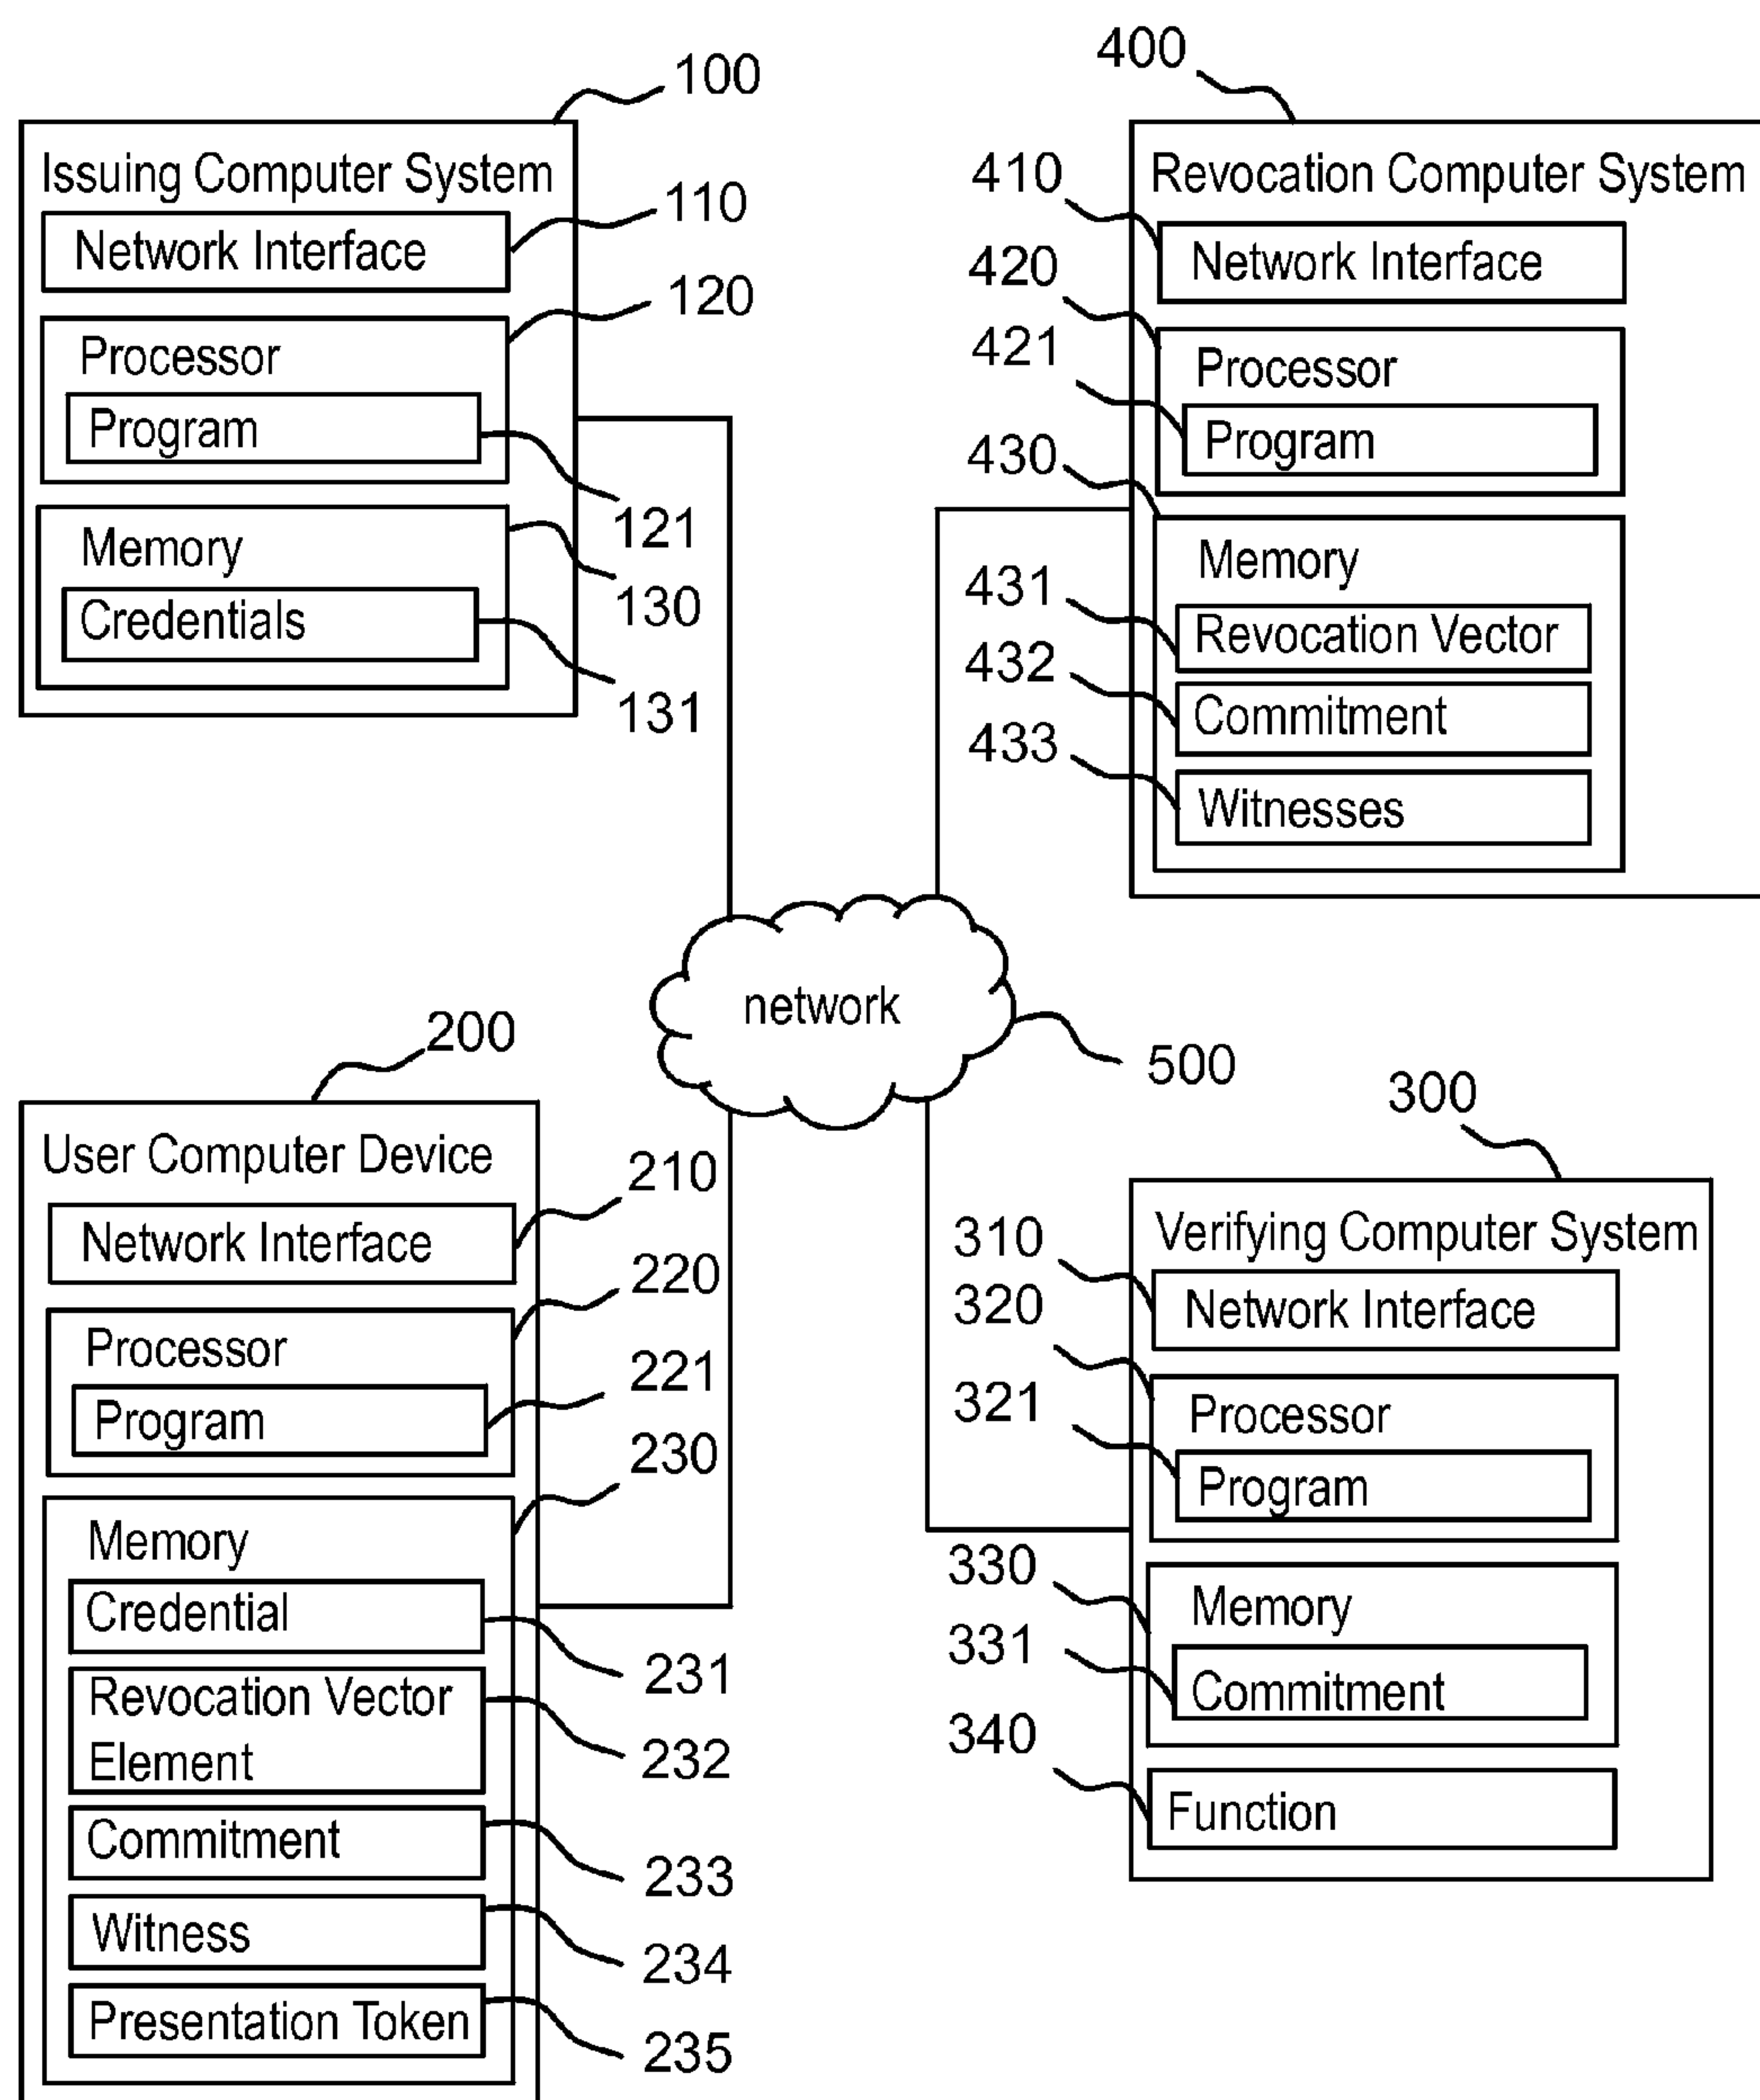 100
Issuing Computer System
Network Interface
110
Processor
120
Program
121
Memory
130
Credentials
131
400
Revocation Computer System
410
Network Interface
420
Processor
421
Program
430
Memory
431
Revocation Vector
432
Commitment
433
Witnesses
network
500
200
User Computer Device
210
Network Interface
220
Processor
221
Program
230
Memory
Credential
231
Revocation Vector
Element
232
Commitment
233
Witness
234
Presentation Token
235
300
Verifying Computer System
310
Network Interface
320
Processor
321
Program
330
Memory
331
Commitment
340
Function